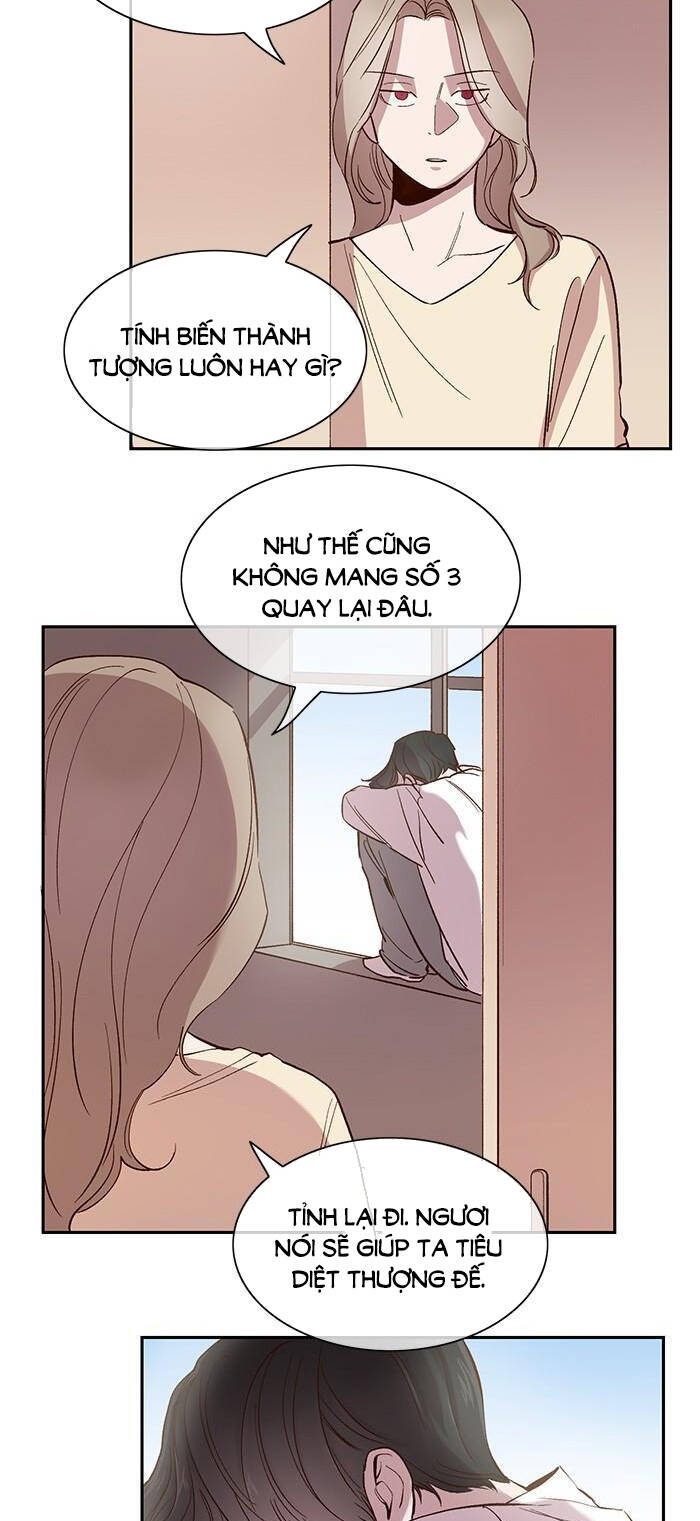 TÍNH BIẾN THÀNH
TƯỢNG LUÔN HAY GÌ?
NHƯ THẾ CŨNG
KHÔNG MANG SỐ 3
QUAY LẠI ĐÂU.
TỈNH LẠI ĐI. NGƯƠI
NÓI SẼ GIÚP TA TIÊU
DIỆT THƯỢNG ĐẾ.